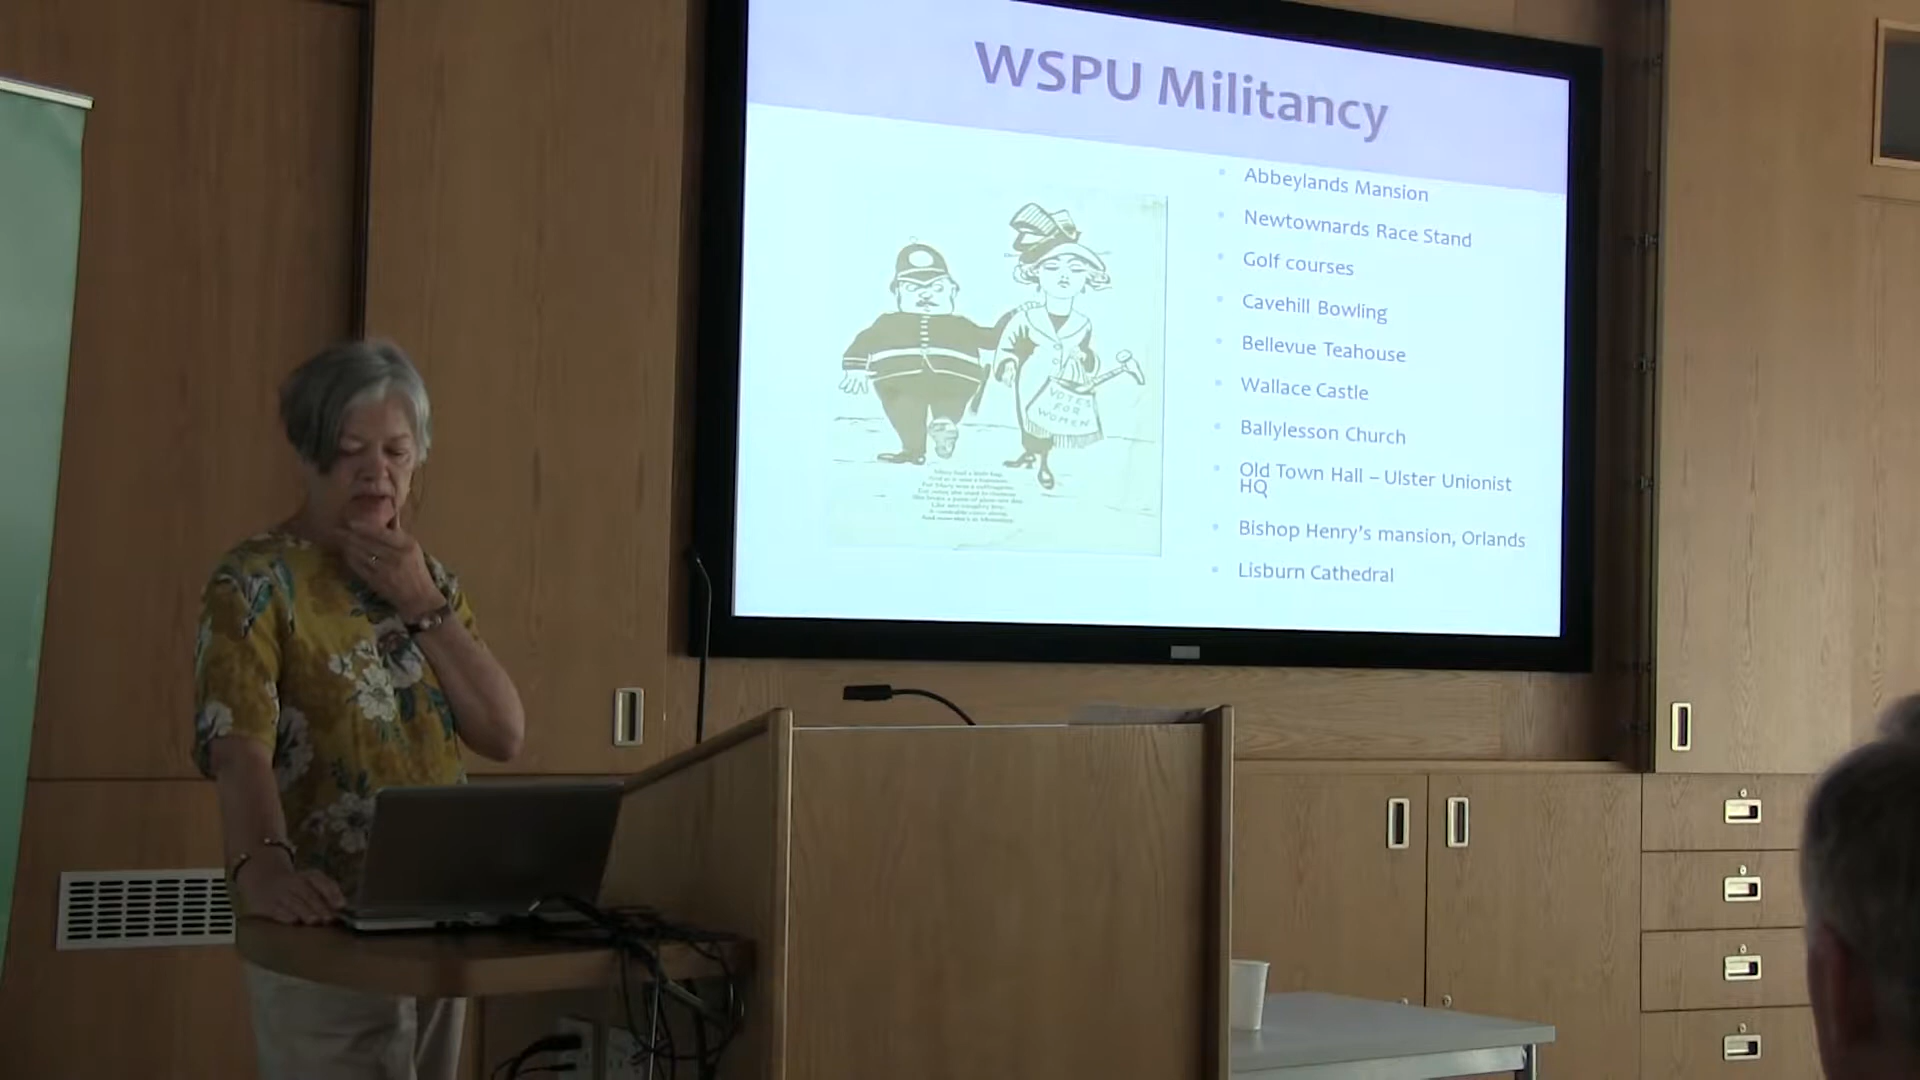 WSPU Militancy
Abbeylands Mansion
Newtownards Race Stand
Golf courses
Cavehill Bowling
Bellevue Teahouse
Wallace Castle
Ballylesson Church
Old Town Hall – Ulster Unionist
HQ
Bishop Henry's mansion, Orlands
Lisburn Cathedral
VOTES
FOR
WOMEN